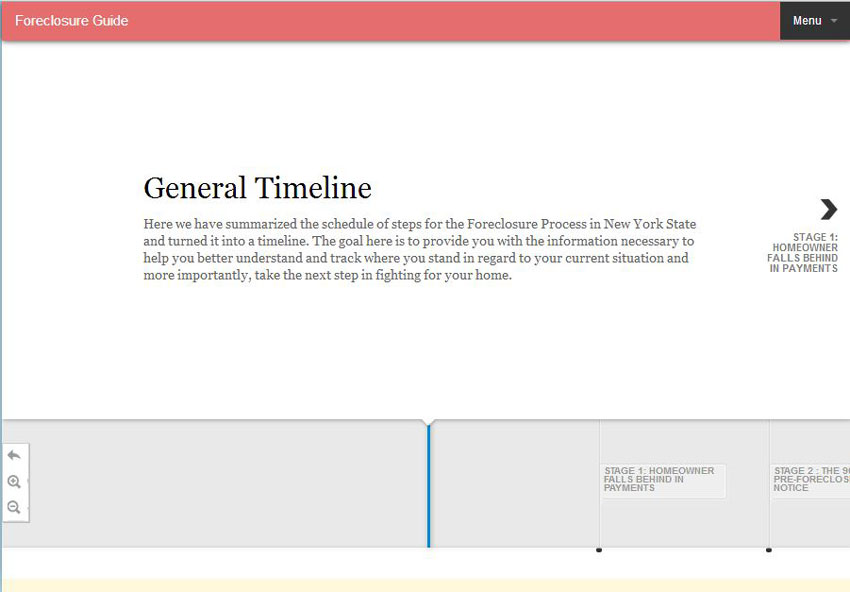 Foreclosure Guide
Menu
General Timeline
Here we have summarized the schedule of steps for the Foreclosure Process in New York State
and turned it into a timeline. The goal here is to provide you with the information necessary to
help you better understand and track where you stand in regard to your current situation and
more importantly, take the next step in fighting for your home.
STAGE 1:
HOMEOWNER
FALLS BEHIND
IN PAYMENTS
STAGE 1: HOMEOWNER
FALLS BEHIND IN
PAYMENTS
STAGE 2 : THE
PRE-FORECLOS
NOTICE